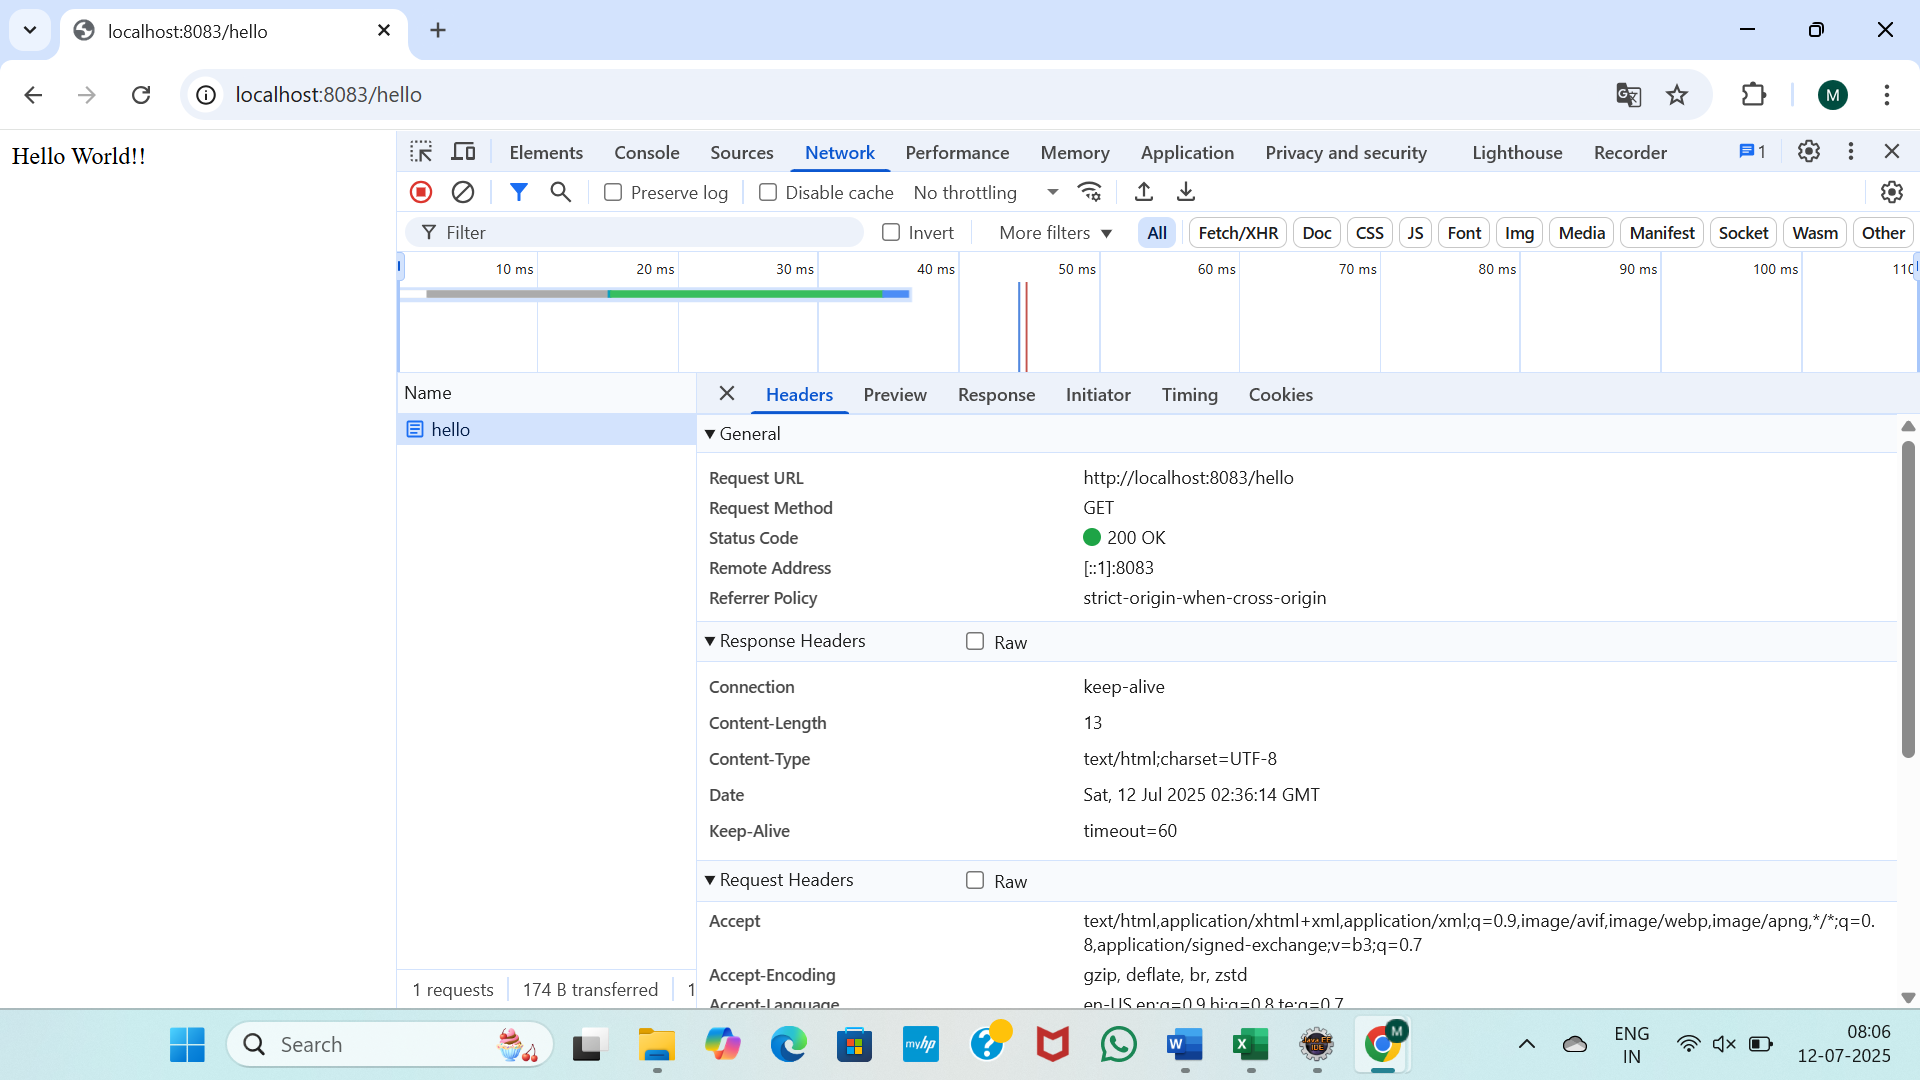 localhost:8083/hello
localhost:8083/hello
M
Hello World!!
Elements Console Sources Network Performance Memory Application Privacy and security Lighthouse Recorder 1
Preserve log Disable cache No throttling
Filter Invert More filters All Fetch/XHR Doc CSS JS Font Img Media Manifest Socket Wasm Other
10 ms 20 ms 30 ms 40 ms 50 ms 60 ms 70 ms 80 ms 90 ms 100 ms 110
Name
Headers Preview Response Initiator Timing Cookies
hello
General
Request URL http://localhost:8083/hello
Request Method GET
Status Code 200 OK
Remote Address [::1]:8083
Referrer Policy strict-origin-when-cross-origin
Response Headers Raw
Connection keep-alive
Content-Length 13
Content-Type text/html;charset=UTF-8
Date Sat, 12 Jul 2025 02:36:14 GMT
Keep-Alive timeout=60
Request Headers Raw
Accept text/html,application/xhtml+xml,application/xml;q=0.9,image/avif,image/webp,image/apng,*/*;q=0.
8,application/signed-exchange;v=b3;q=0.7
Accept-Encoding gzip, deflate, br, zstd
Accept-Language en-US,en;q=0.9,hi;q=0.8,te;q=0.7
1 requests 174 B transferred 1
Search
myhp
W
X
Java EE
IDE
M
ENG
IN
08:06
12-07-2025